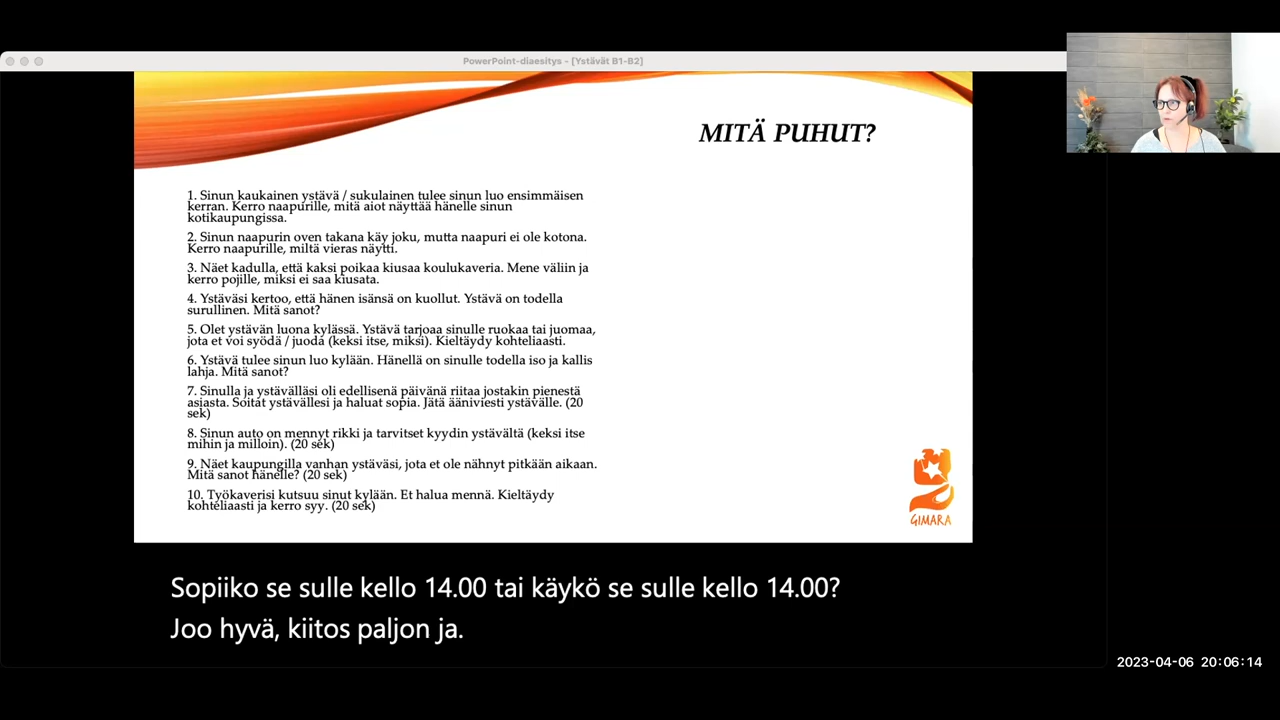 PowerPoint-diaesitys - [Ystävät B1-B2]
MITÄ PUHUT?
1. Sinun kaukainen ystävä / sukulainen tulee sinun luo ensimmäisen
kerran. Kerro naapurille, mitä aiot näyttää hänelle sinun
kotikaupungissa.
2. Sinun naapurin oven takana käy joku, mutta naapuri ei ole kotona.
Kerro naapurille, miltä vieras näytti.
3. Näet kadulla, että kaksi poikaa kiusaa koulukaveria. Mene väliin ja
kerro pojille, miksi ei saa kiusata.
4. Ystäväsi kertoo, että hänen isänsä on kuollut. Ystävä on todella
surullinen. Mitä sanot?
5. Olet ystävän luona kylässä. Ystävä tarjoaa sinulle ruokaa tai juomaa,
jota et voi syödä / juoda (keksi itse, miksi). Kieltäydy kohteliaasti.
6. Ystävä tulee sinun luo kylään. Hänellä on sinulle todella iso ja kallis
lahja. Mitä sanot?
7. Sinulla ja ystävälläsi oli edellisenä päivänä riitaa jostakin pienestä
asiasta. Soitat ystävällesi ja haluat sopia. Jätä ääniviesti ystävälle. (20
sek)
8. Sinun auto on mennyt rikki ja tarvitset kyydin ystävältä (keksi itse
mihin ja milloin). (20 sek)
9. Näet kaupungilla vanhan ystäväsi, jota et ole nähnyt pitkään aikaan.
Mitä sanot hänelle? (20 sek)
10. Työkaverisi kutsuu sinut kylään. Et halua mennä. Kieltäydy
kohteliaasti ja kerro syy. (20 sek)
GIMARA
Sopiiko se sulle kello 14.00 tai käykö se sulle kello 14.00?
Joo hyvä, kiitos paljon ja.
2023-04-06 20:06:14